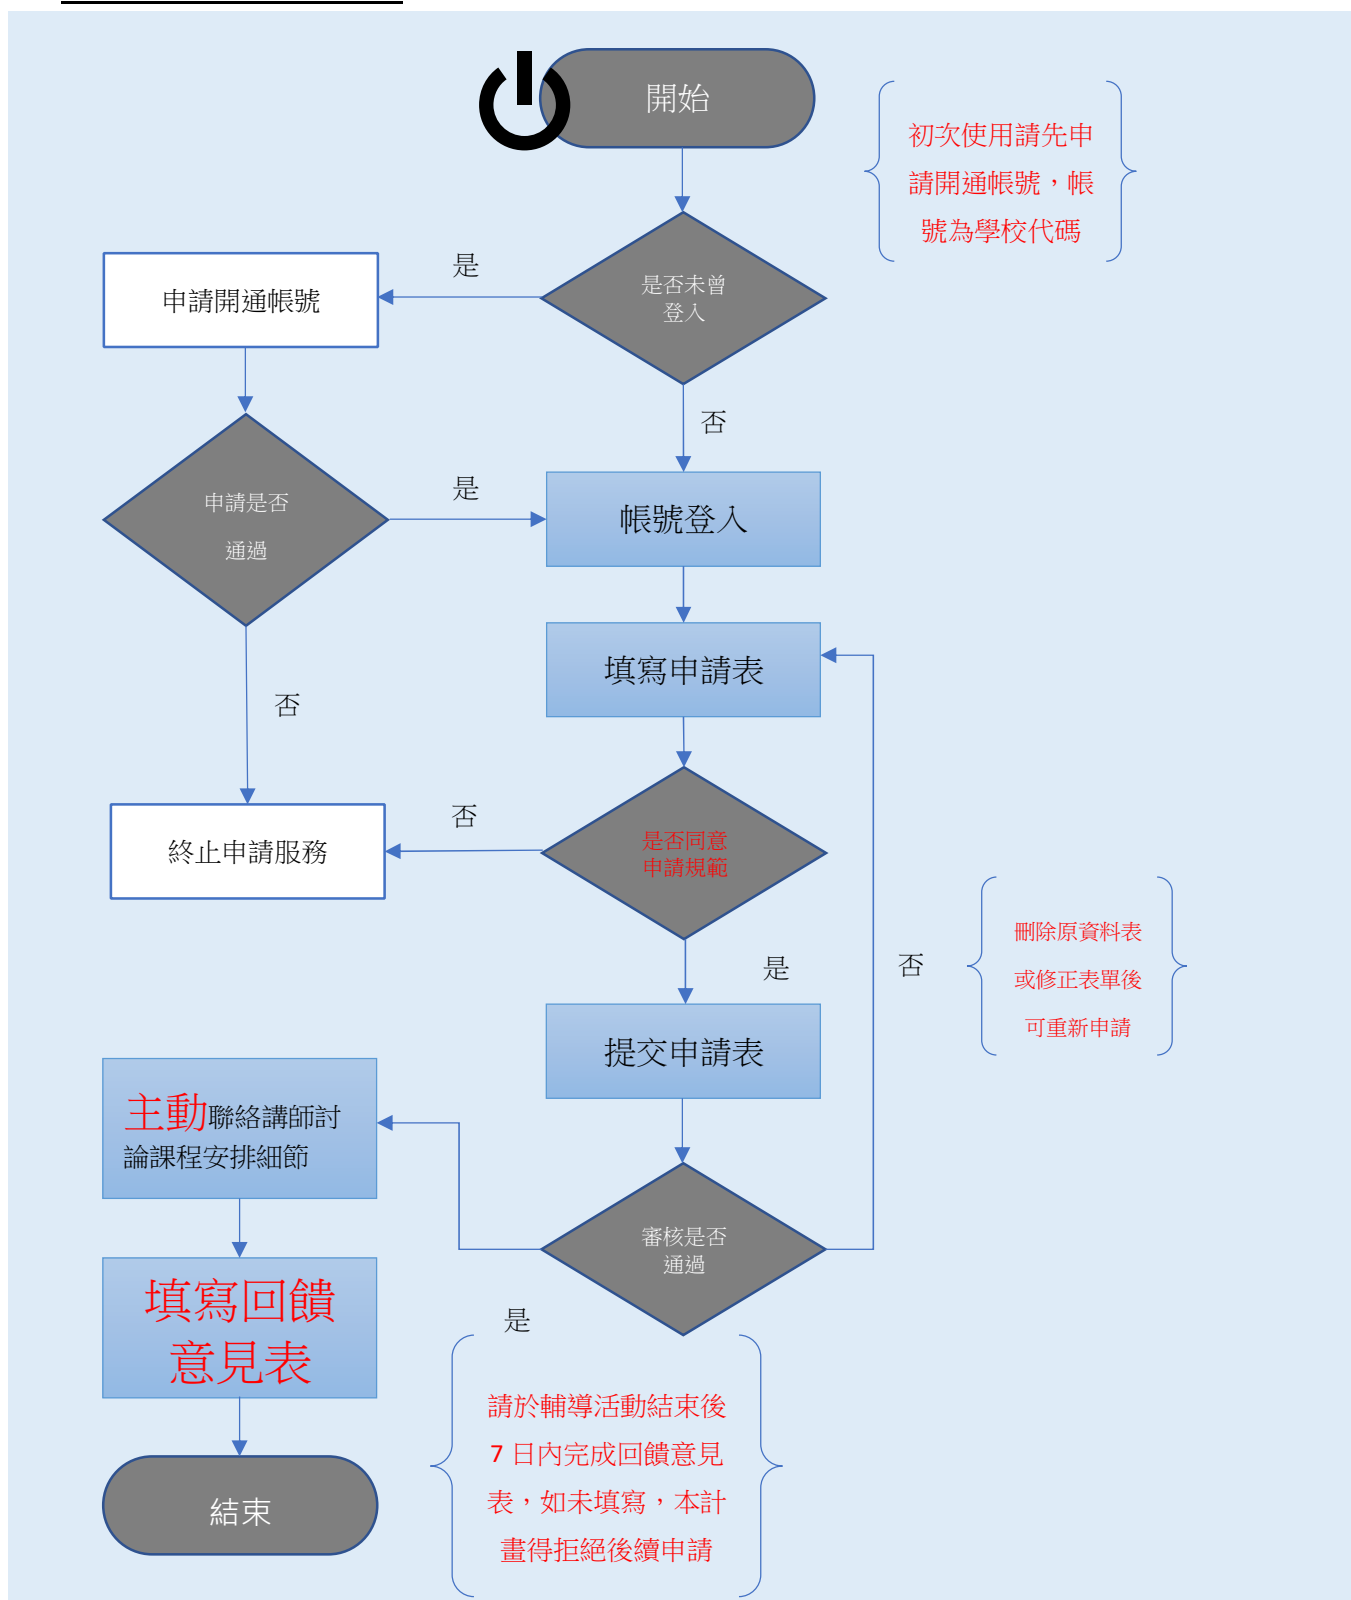 開始
初次使用請先申
請開通帳號，帳
號為學校代碼
是否未曾
登入
是
申請開通帳號
否
申請是否
通過
是
帳號登入
填寫申請表
否
終止申請服務
否
是否同意
申請規範
是
否
刪除原資料表
或修正表單後
可重新申請
提交申請表
主動聯絡講師討
論課程安排細節
審核是否
通過
是
填寫回饋
意見表
請於輔導活動結束後
7 日內完成回饋意見
表，如未填寫，本計
畫得拒絕後續申請
結束